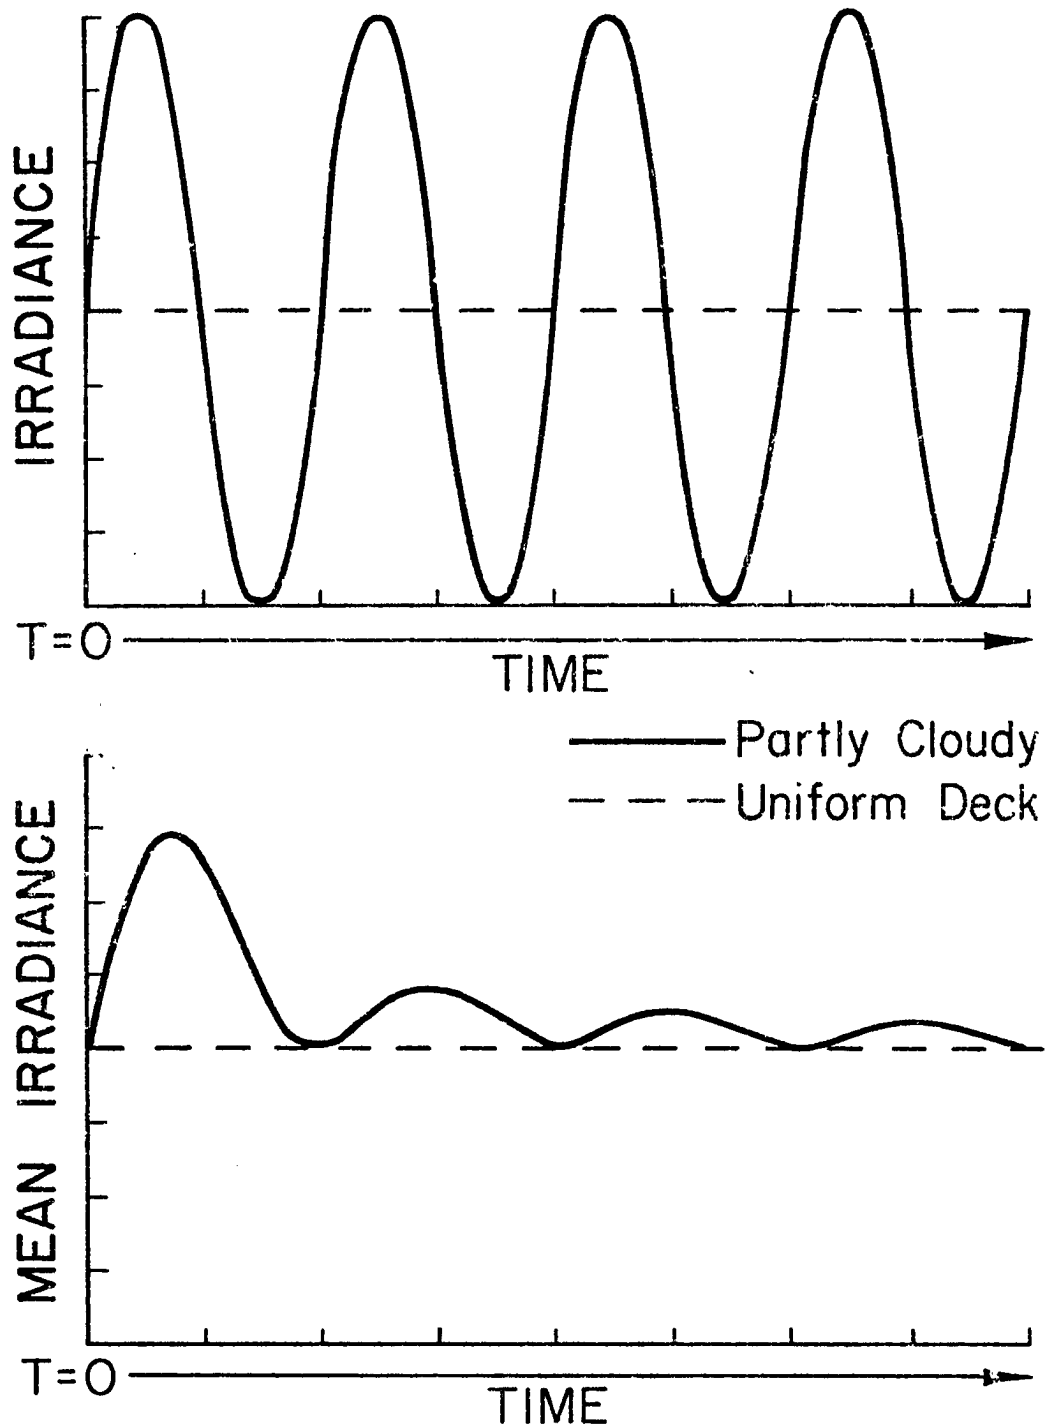 IRRADIANCE
T=0
TIME
Partly Cloudy
Uniform Deck
MEAN IRRADIANCE
T=0
TIME